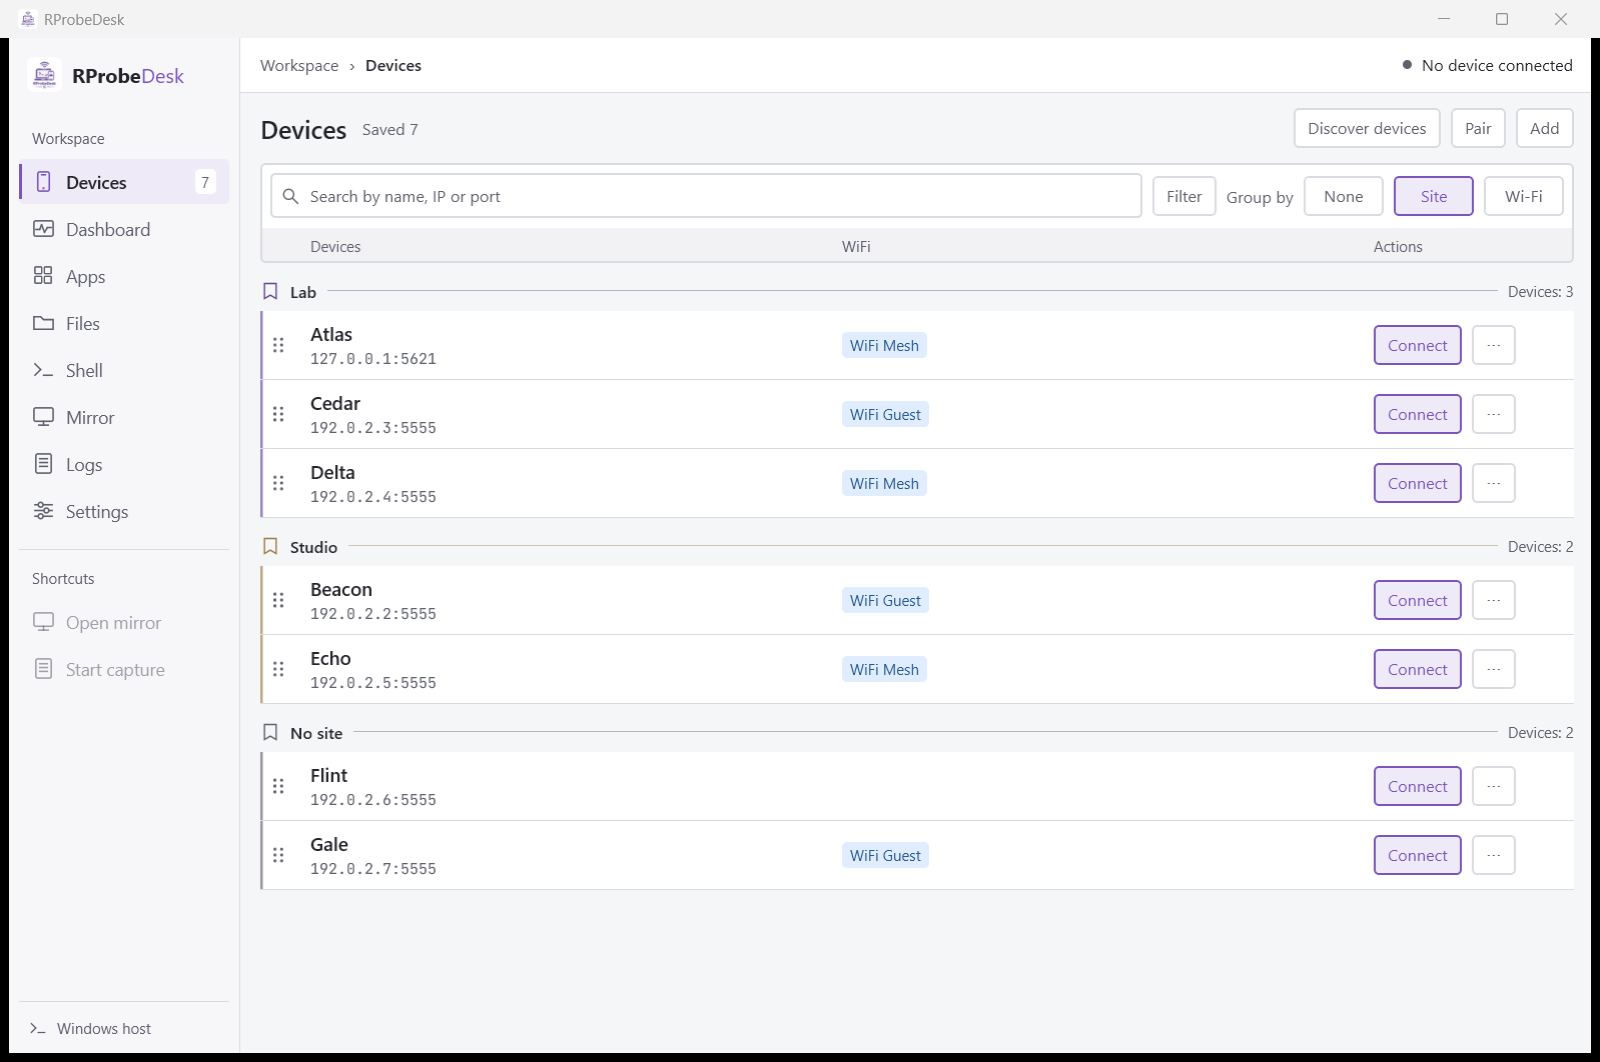 RProbeDesk
RProbeDesk
Workspace
Devices 7
Dashboard
Apps
Files
Shell
Mirror
Logs
Settings
Shortcuts
Open mirror
Start capture
Windows host
Workspace › Devices
No device connected
Devices Saved 7
Discover devices Pair Add
Search by name, IP or port Filter Group by None Site Wi-Fi
Devices WiFi Actions
Lab Devices: 3
Atlas
127.0.0.1:5621
WiFi Mesh
Connect ...
Cedar
192.0.2.3:5555
WiFi Guest
Connect ...
Delta
192.0.2.4:5555
WiFi Mesh
Connect ...
Studio Devices: 2
Beacon
192.0.2.2:5555
WiFi Guest
Connect ...
Echo
192.0.2.5:5555
WiFi Mesh
Connect ...
No site Devices: 2
Flint
192.0.2.6:5555
Connect ...
Gale
192.0.2.7:5555
WiFi Guest
Connect ...